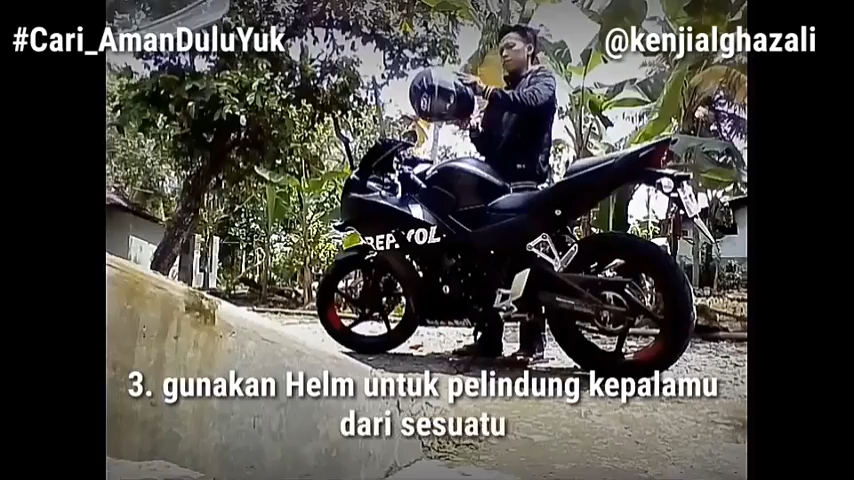 #Cari_AmanDuluYuk
@kenjialghazali
REPSOL
3. gunakan Helm untuk pelindung kepalamu
dari sesuatu